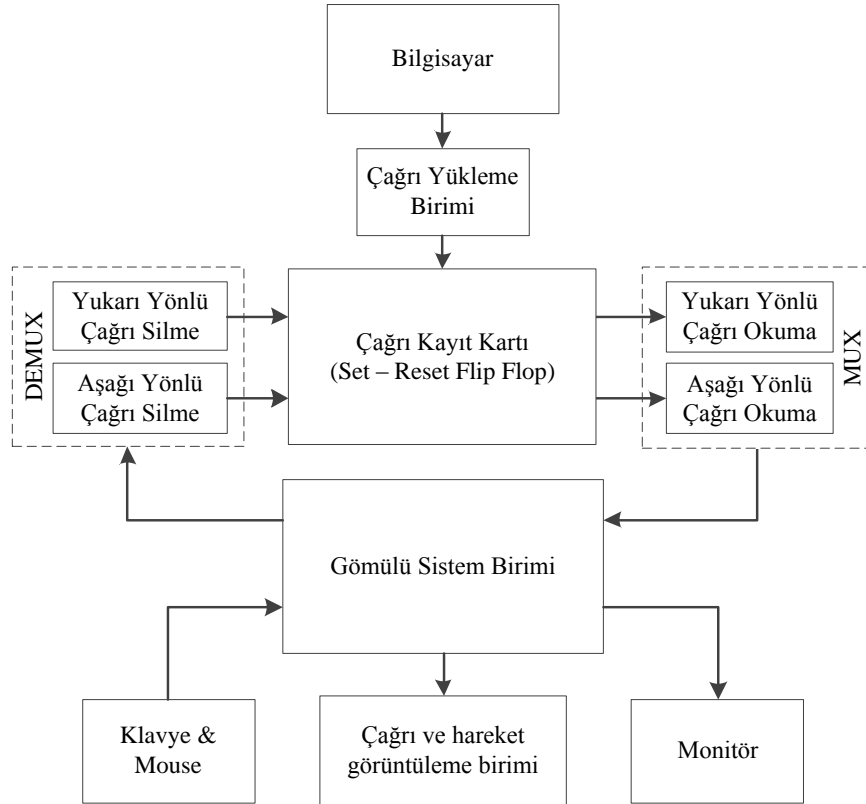 Bilgisayar
Çağrı Yükleme
Birimi
DEMUX
Yukarı Yönlü
Çağrı Silme
Aşağı Yönlü
Çağrı Silme
Çağrı Kayıt Kartı
(Set – Reset Flip Flop)
Yukarı Yönlü
Çağrı Okuma
Aşağı Yönlü
Çağrı Okuma
MUX
Gömülü Sistem Birimi
Klavye &
Mouse
Çağrı ve hareket
görüntüleme birimi
Monitör